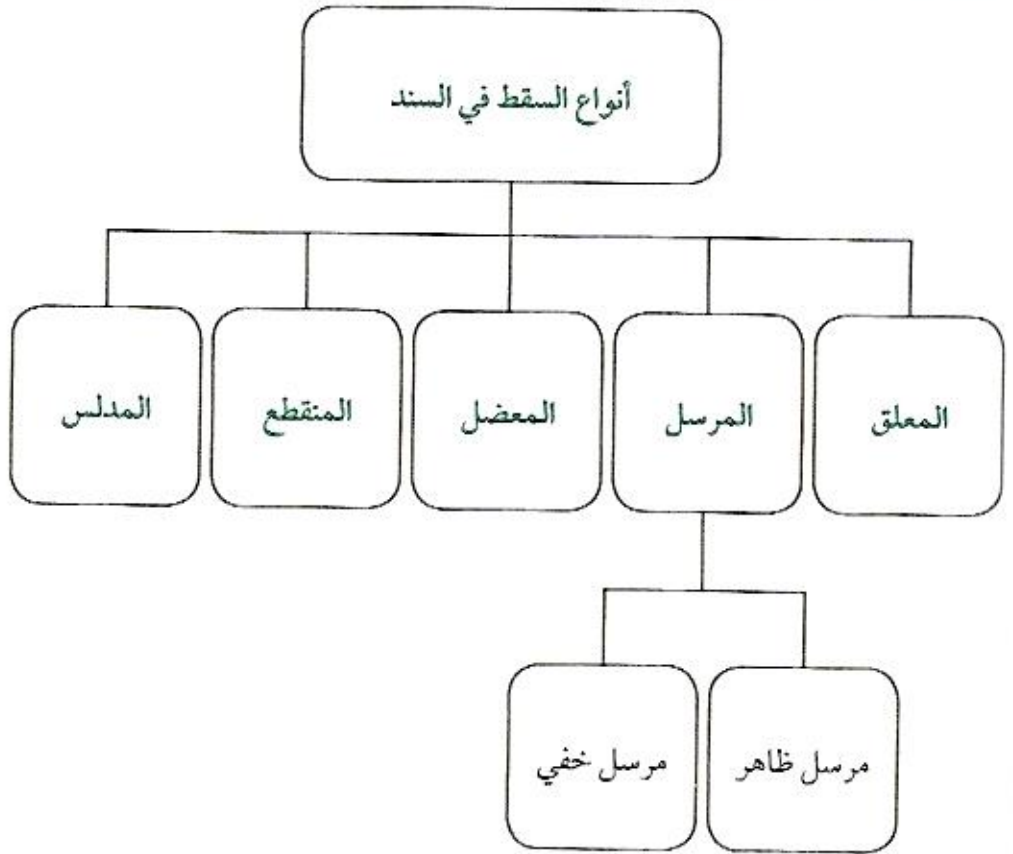 أنواع السقط في السند
المعلق
المرسل
المعضل
المنقطع
المدلس
مرسل ظاهر
مرسل خفي